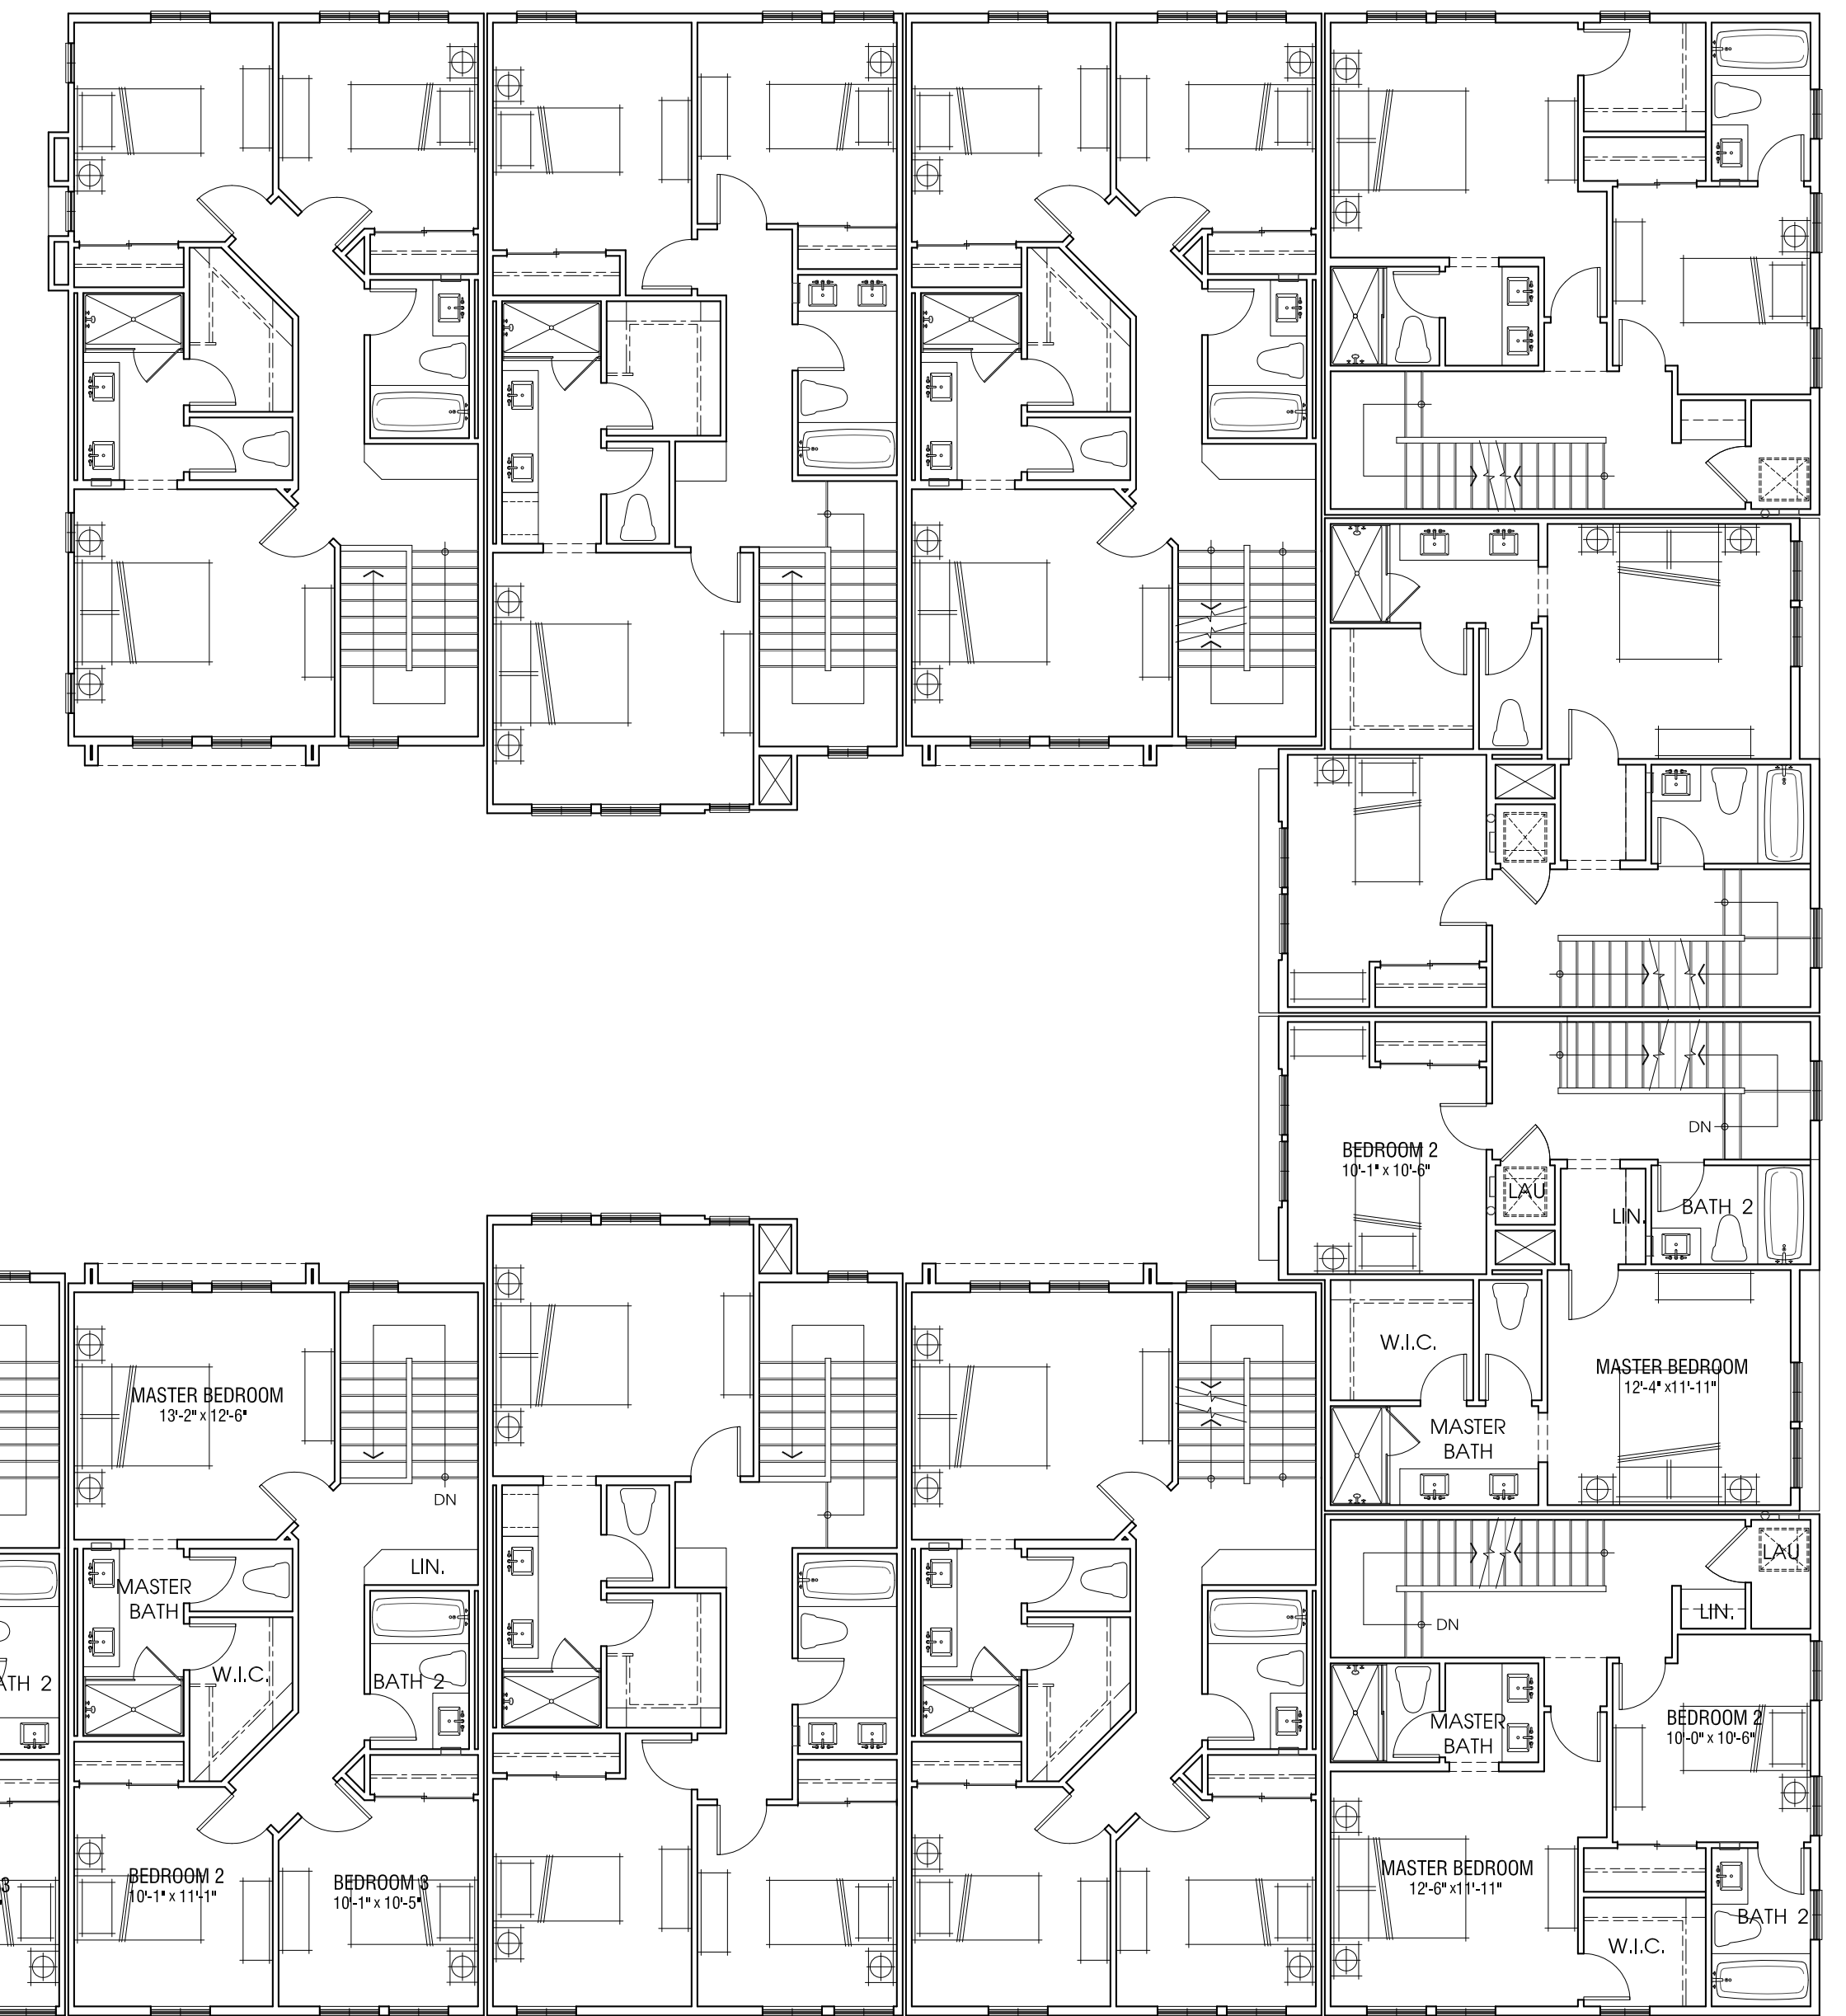 DN
BEDROOM 2
10'-1" x 10'-6"
LAU
LIN.
BATH 2
W.I.C.
MASTER BEDROOM
12'-4" x11'-11"
MASTER
BATH
MASTER BEDROOM
13'-2" x 12'-6"
DN
LIN.
MASTER
BATH
W.I.C.
BATH 2
BEDROOM 2
10'-1" x 11'-1"
BEDROOM 3
10'-1" x 10'-5"
ATH 2
3
LAU
LIN.
DN
MASTER
BATH
BEDROOM 2
10'-0" x 10'-6"
MASTER BEDROOM
12'-6" x11'-11"
BATH 2
W.I.C.